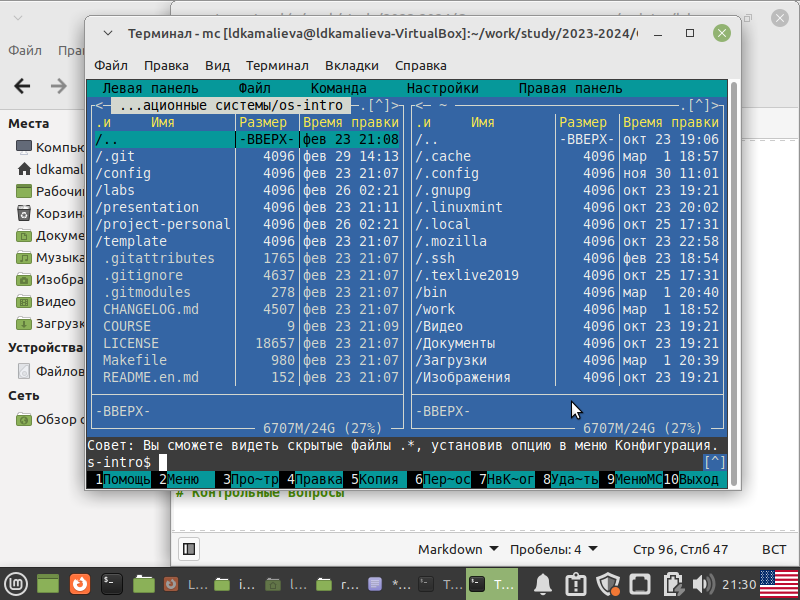 Терминал - mc [ldkamalieva@ldkamalieva-VirtualBox]:~/work/study/2023-2024/
Файл Правка Вид Терминал Вкладки Справка
Файл
Места
Компью
ldkamal
Рабочи
Корзин
Докуме
Музыка
Изобра
Видео
Загрузк
Устройства
Файлов
Сеть
Обзор с
Левая панель Файл Команда Настройки Правая панель
<— ...ационные системы/os-intro —.[^]>
.и Имя Размер Время правки
/.. -ВВЕРХ- фев 23 21:08
/.git 4096 фев 29 14:13
/config 4096 фев 23 21:07
/labs 4096 фев 26 02:21
/presentation 4096 фев 23 21:11
/project-personal 4096 фев 26 02:21
/template 4096 фев 23 21:07
.gitattributes 1765 фев 23 21:07
.gitignore 4637 фев 23 21:07
.gitmodules 278 фев 23 21:07
CHANGELOG.md 4507 фев 23 21:07
COURSE 9 фев 23 21:09
LICENSE 18657 фев 23 21:07
Makefile 980 фев 23 21:07
README.en.md 152 фев 23 21:07
-ВВЕРХ-
6707M/24G (27%)
<— ~ —.[^]>
.и Имя Размер Время правки
/.. -ВВЕРХ- окт 23 19:06
/.cache 4096 мар 1 18:57
/.config 4096 ноя 30 11:01
/.gnupg 4096 окт 23 19:21
/.linuxmint 4096 окт 23 20:02
/.local 4096 окт 25 17:31
/.mozilla 4096 окт 23 22:58
/.ssh 4096 фев 23 18:54
/.texlive2019 4096 окт 25 17:31
/bin 4096 мар 1 20:40
/work 4096 мар 1 18:52
/Видео 4096 окт 23 19:21
/Документы 4096 окт 23 19:21
/Загрузки 4096 мар 1 20:39
/Изображения 4096 окт 23 19:21
-ВВЕРХ-
6707M/24G (27%)
Совет: Вы сможете видеть скрытые файлы .*, установив опцию в меню Конфигурация.
s-intro$ [^]
1Помощь 2Меню 3Про~тр 4Правка 5Копия 6Пер~ос 7НвК~ог 8Уда~ть 9МенюМС 10Выход
# Контрольные вопросы
Markdown Пробелы: 4 Стр 96, Стлб 47 ВСТ
L... i... l... r... *... T... T... 21:30